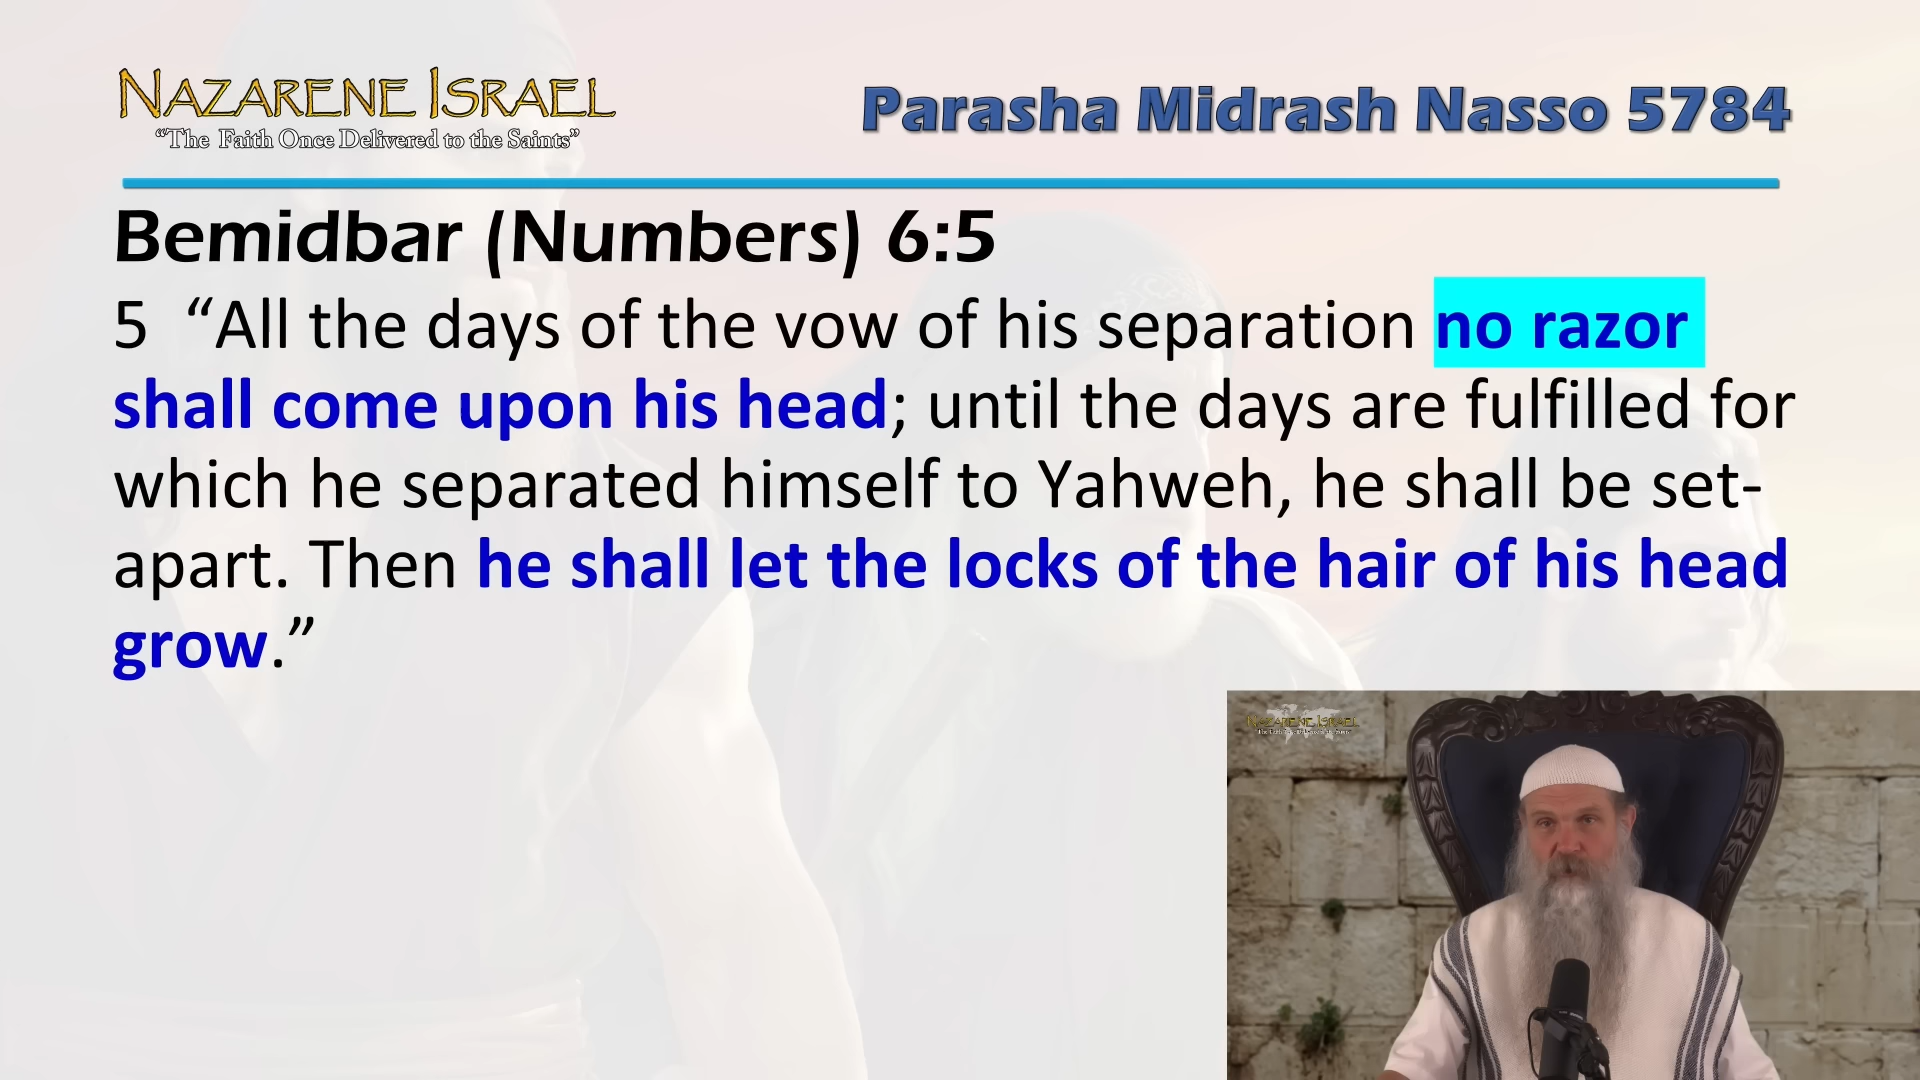 NAZARENE ISRAEL
“The Faith Once Delivered to the Saints”
Parasha Midrash Nasso 5784
Bemidbar (Numbers) 6:5
5 “All the days of the vow of his separation no razor
shall come upon his head; until the days are fulfilled for
which he separated himself to Yahweh, he shall be set-
apart. Then he shall let the locks of the hair of his head
grow.”
NAZARENE ISRAEL